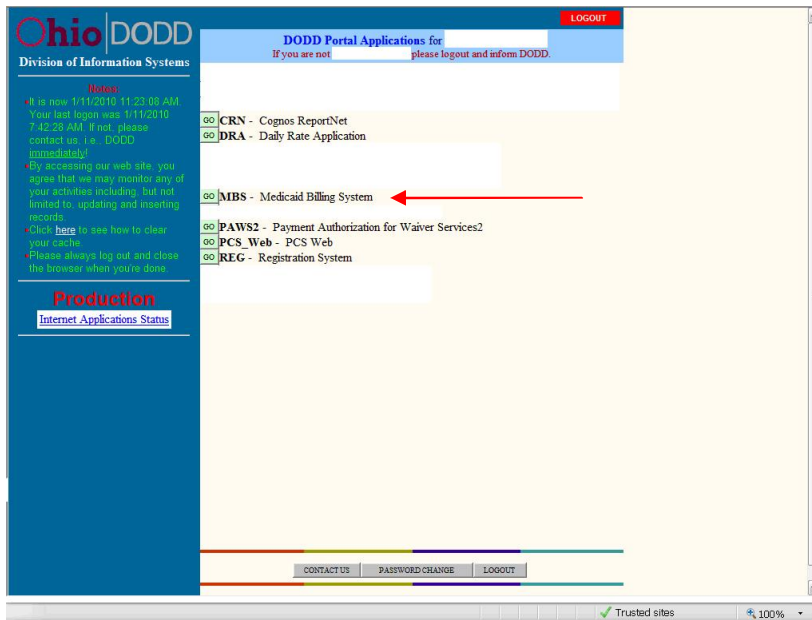 LOGOUT
Ohio DODD
Division of Information Systems
DODD Portal Applications for
If you are not please logout and inform DODD.
Notes:
It is now 1/11/2010 11:23:08 AM.
Your last logon was 1/11/2010
7:42:28 AM. If not, please
contact us, i.e., DODD
immediately!
By accessing our web site, you
agree that we may monitor any of
your activities including, but not
limited to, updating and inserting
records.
Click here to see how to clear
your cache.
Please always log out and close
the browser when you're done.
Production
Internet Applications Status
GO CRN - Cognos ReportNet
GO DRA - Daily Rate Application
GO MBS - Medicaid Billing System
GO PAWS2 - Payment Authorization for Waiver Services2
GO PCS_Web - PCS Web
GO REG - Registration System
CONTACT US PASSWORD CHANGE LOGOUT
Trusted sites 100%